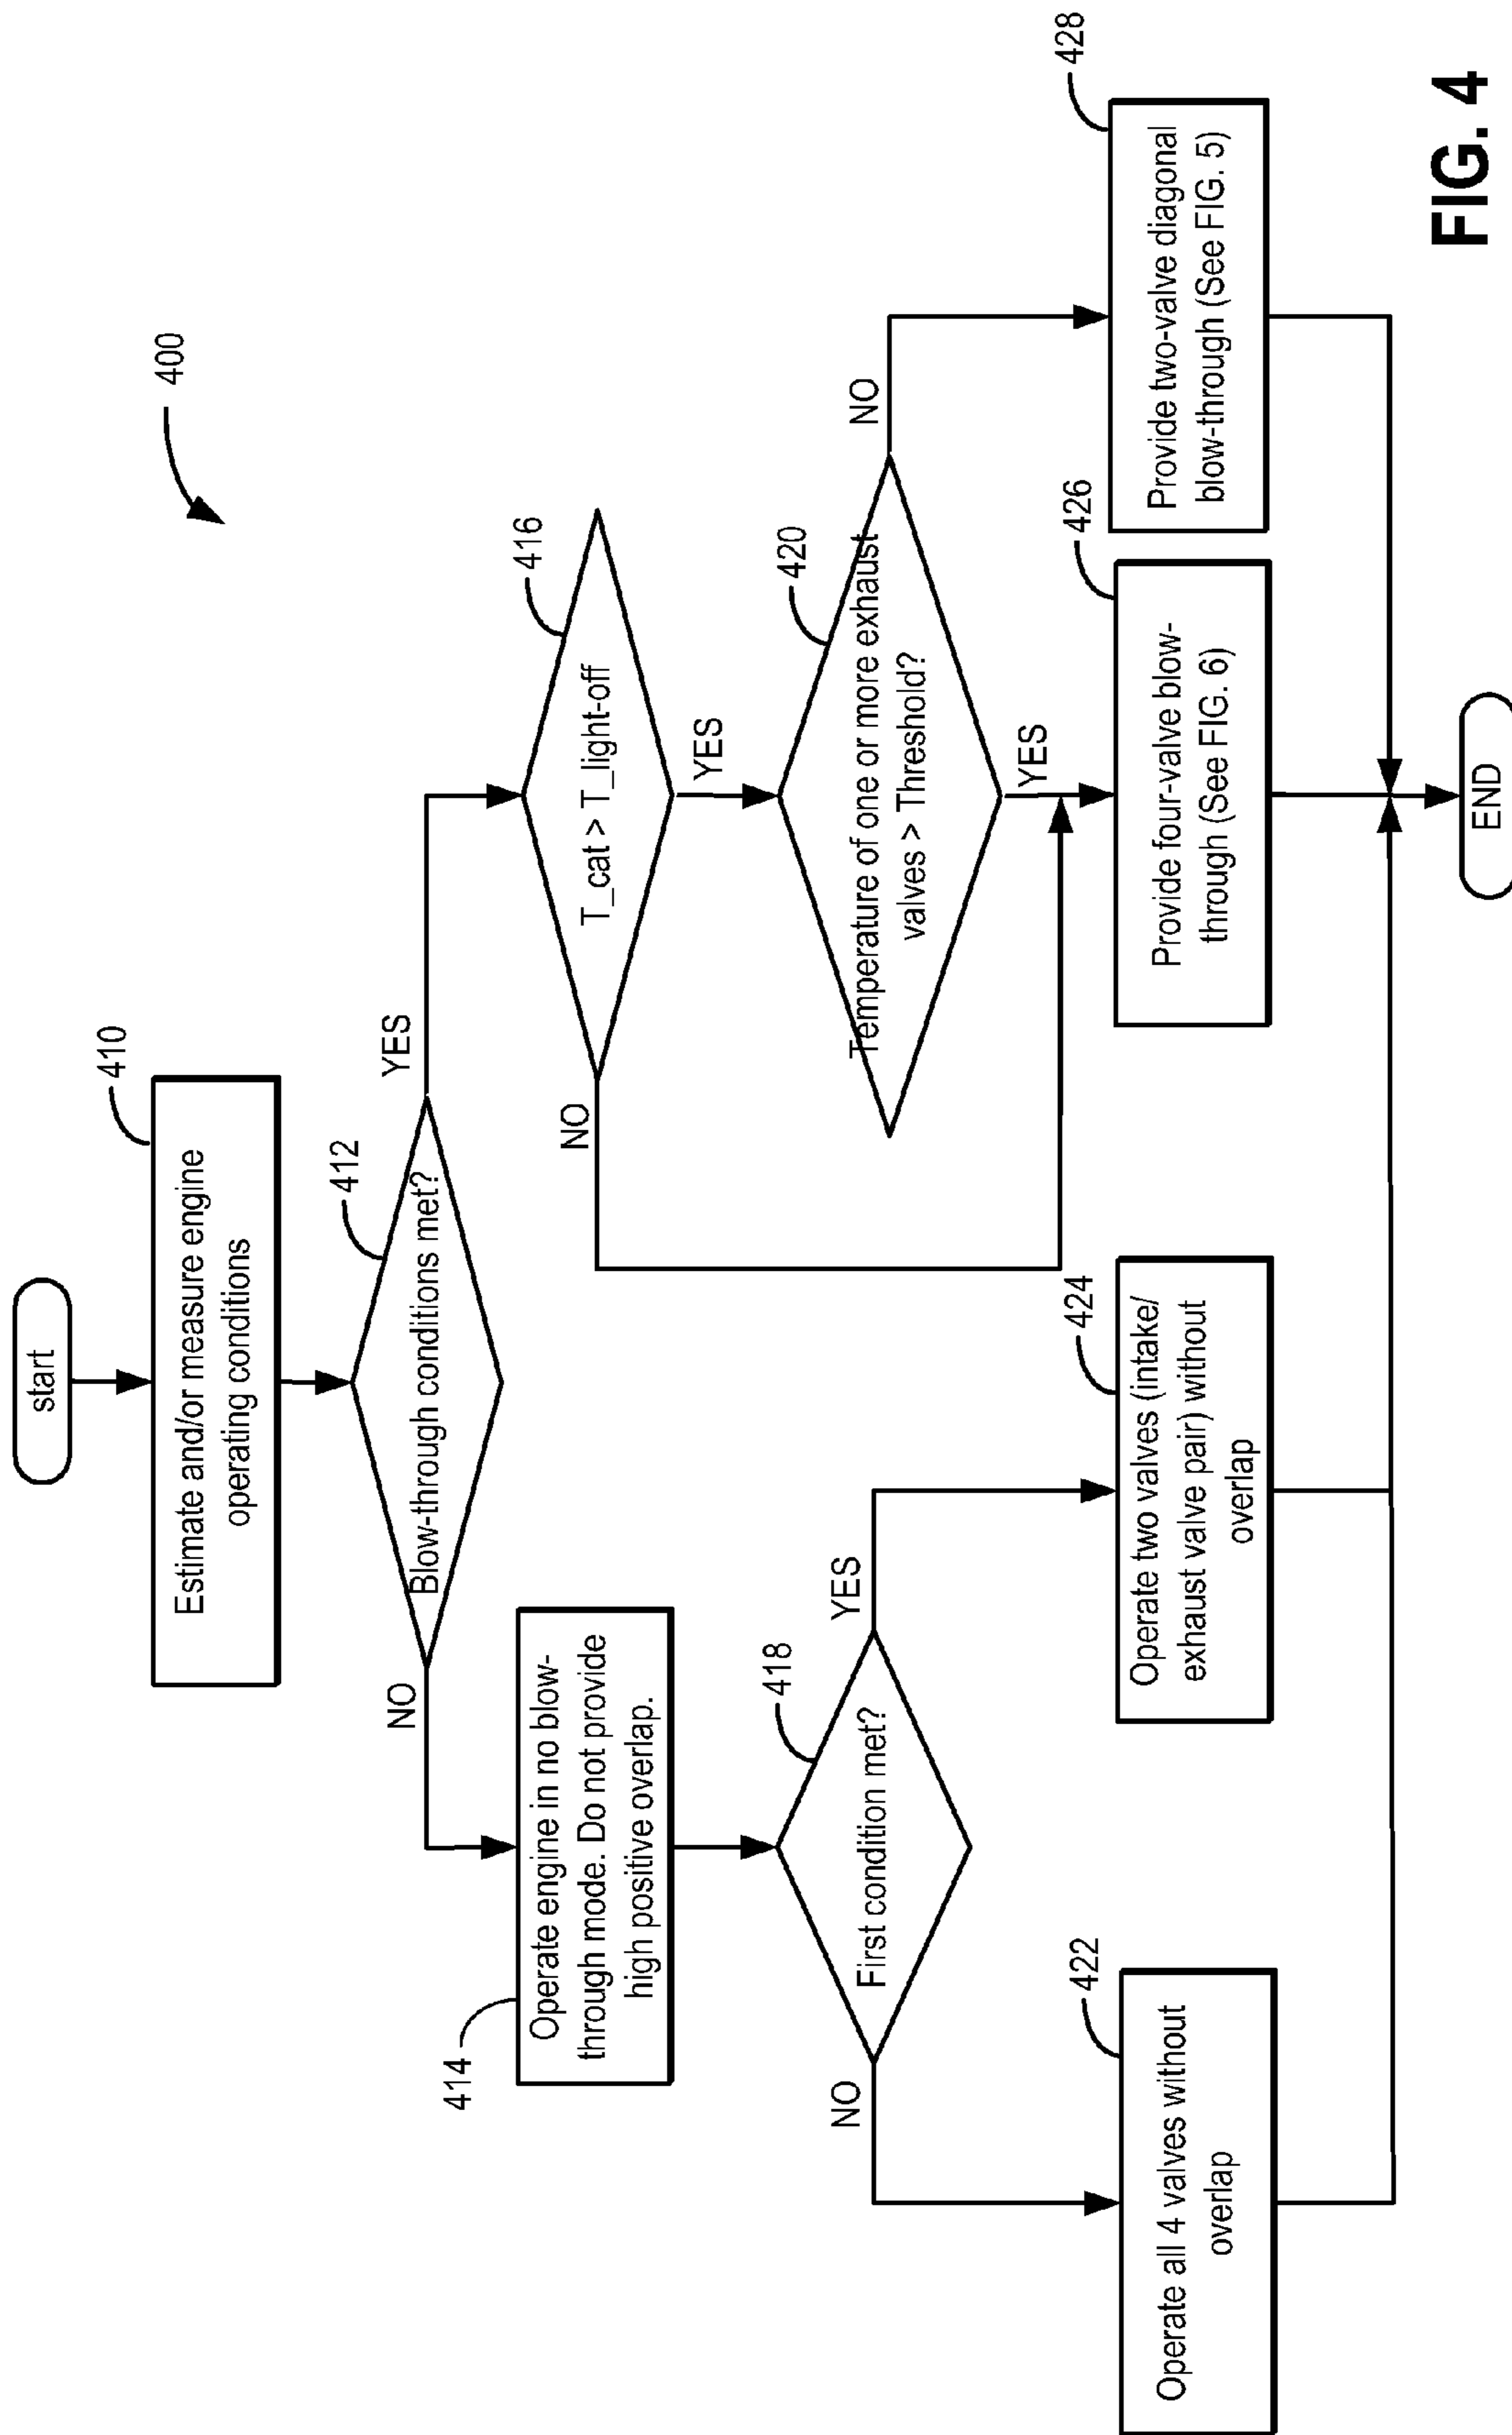 400
start
410
Estimate and/or measure engine
operating conditions
412
Blow-through conditions met?
NO
YES
414
Operate engine in no blow-
through mode. Do not provide
high positive overlap.
416
T_cat > T_light-off
NO
YES
418
First condition met?
NO
YES
420
Temperature of one or more exhaust
valves > Threshold?
YES
NO
422
Operate all 4 valves without
overlap
424
Operate two valves (intake/
exhaust valve pair) without
overlap
426
Provide four-valve blow-
through (See FIG. 6)
428
Provide two-valve diagonal
blow-through (See FIG. 5)
END
FIG. 4